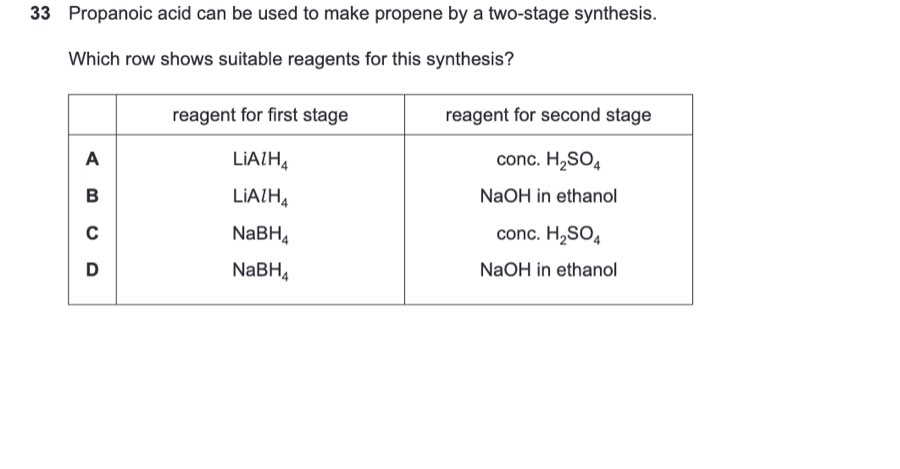 33 Propanoic acid can be used to make propene by a two-stage synthesis.
Which row shows suitable reagents for this synthesis?
reagent for first stage reagent for second stage
A LiAlH₄ conc. H₂SO₄
B LiAlH₄ NaOH in ethanol
C NaBH₄ conc. H₂SO₄
D NaBH₄ NaOH in ethanol